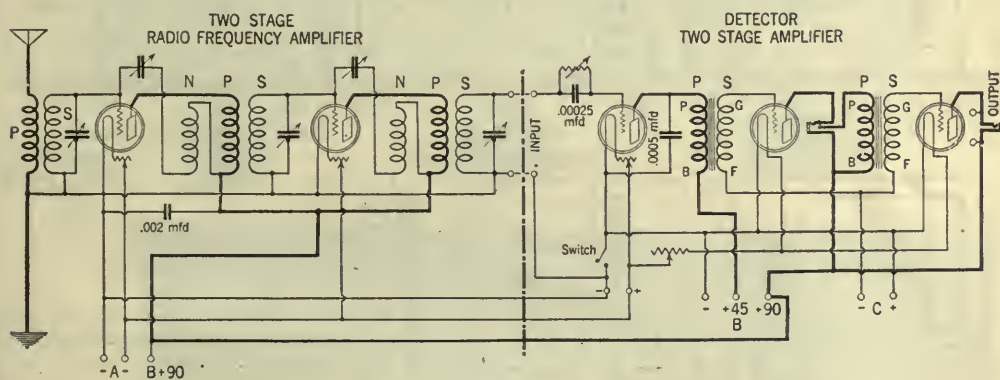 TWO STAGE
RADIO FREQUENCY AMPLIFIER
DETECTOR
TWO STAGE AMPLIFIER
P
S
N
P
S
N
P
S
.002 mfd
-A-
B+90
INPUT
.00025
mfd
.0005 mfd
P
S
P
G
B
F
P
S
P
G
B
F
OUTPUT
Switch
- +
- +45 +90
B
- C +